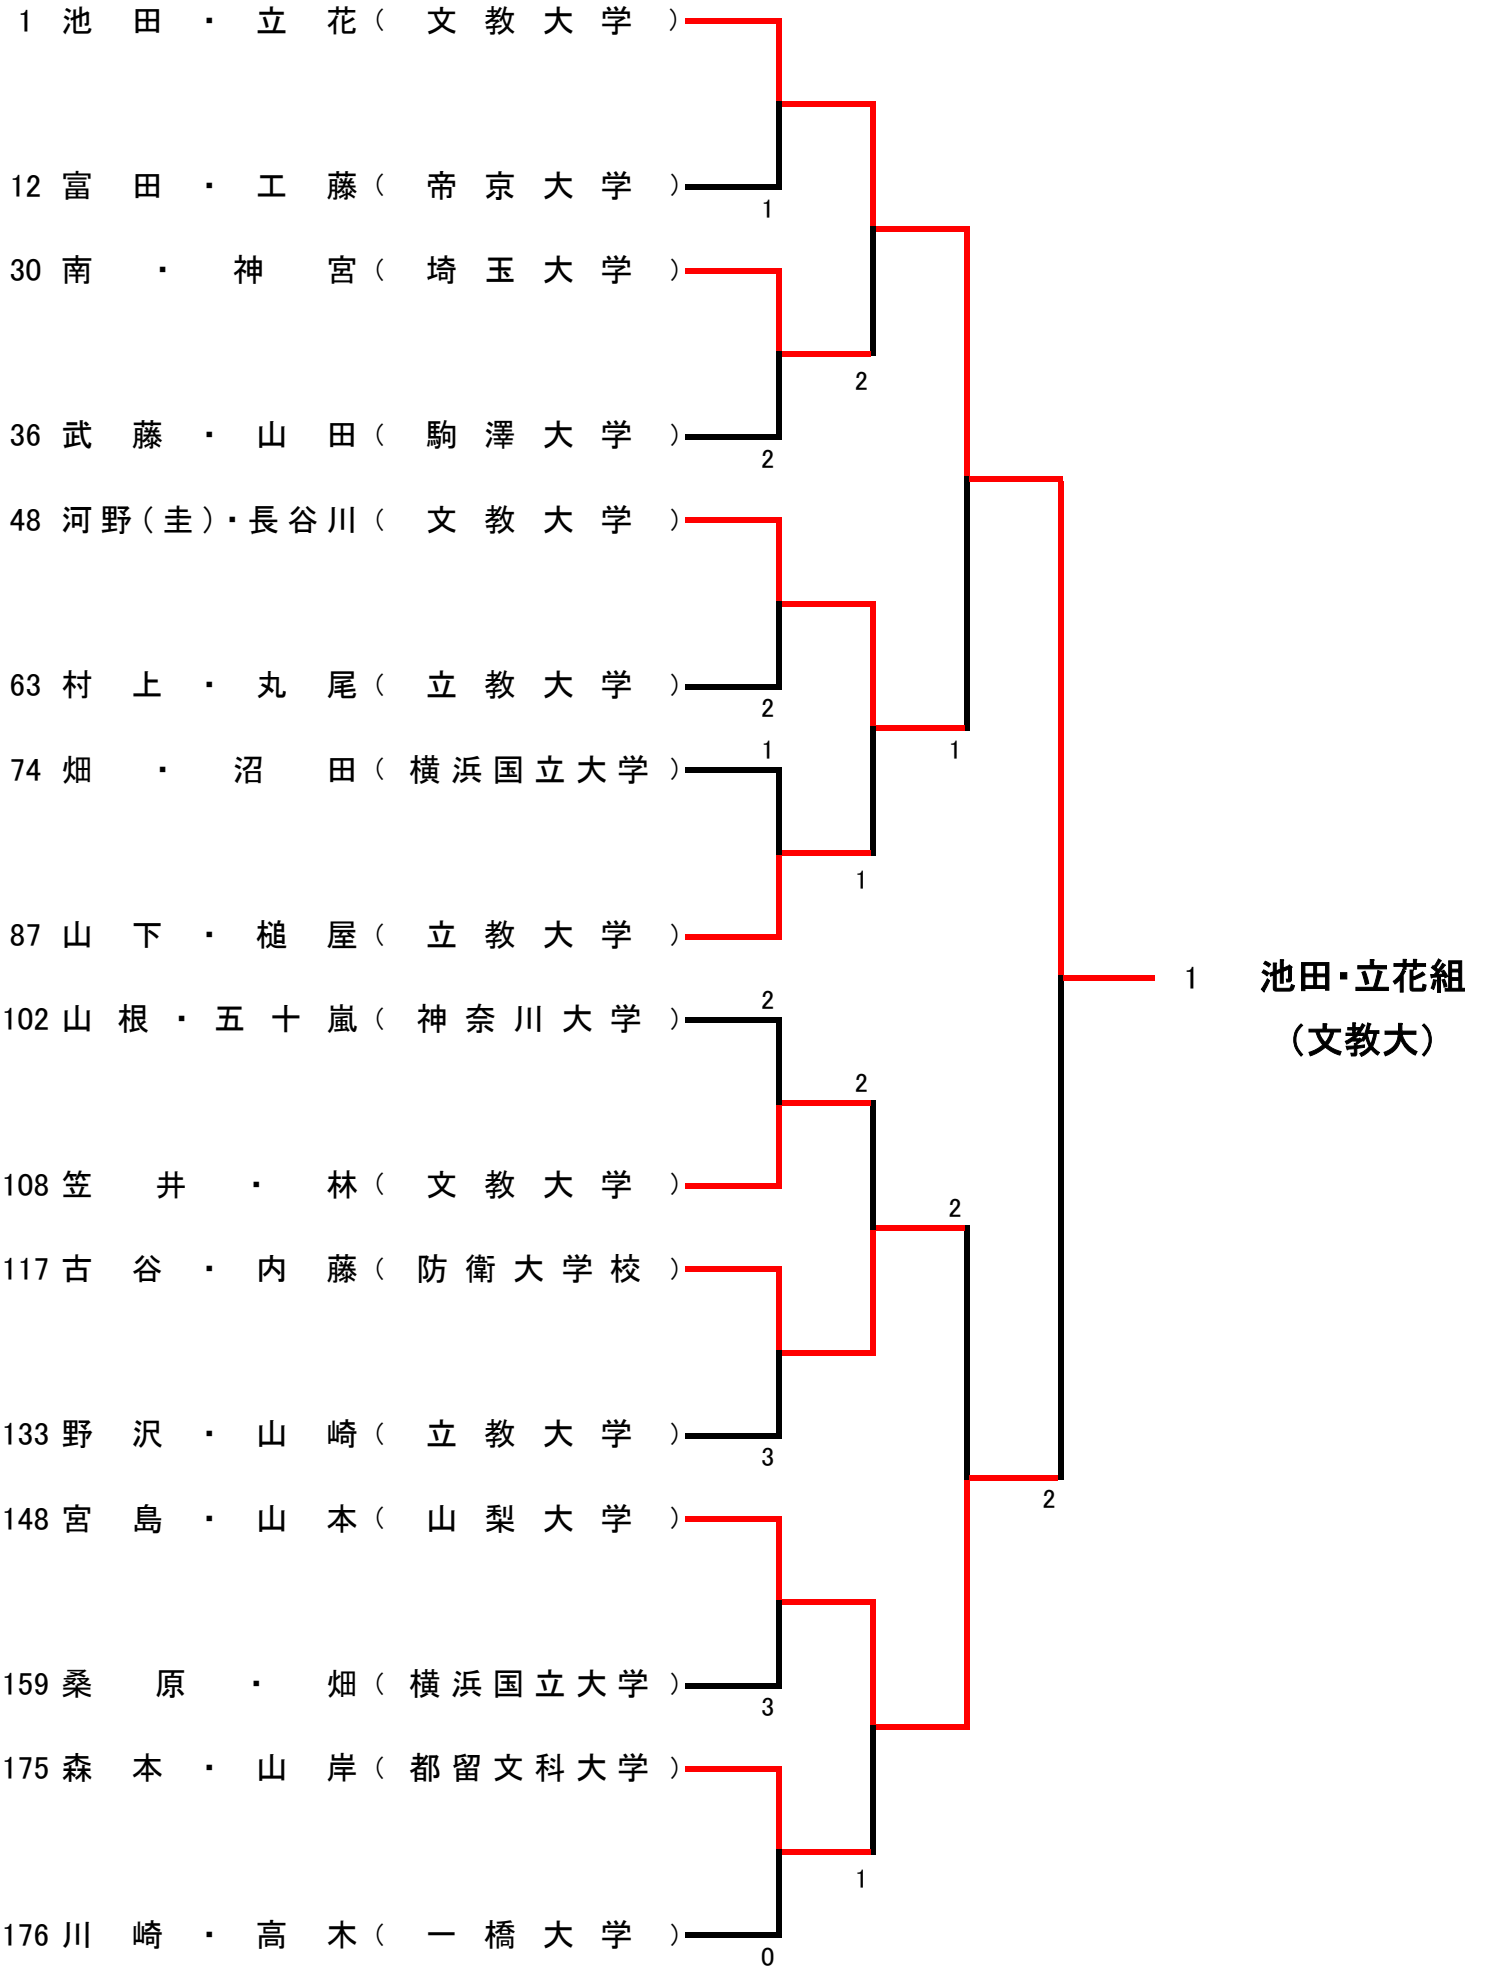 1 池田・立花(文教大学)
12 富田・工藤(帝京大学)
1
30 南・神宮(埼玉大学)
2
36 武藤・山田(駒澤大学)
2
48 河野(圭)・長谷川(文教大学)
63 村上・丸尾(立教大学)
2
1
1
74 畑・沼田(横浜国立大学)
1
87 山下・槌屋(立教大学)
1 池田・立花組
(文教大)
2
102 山根・五十嵐(神奈川大学)
2
108 笠井・林(文教大学)
2
117 古谷・内藤(防衛大学校)
133 野沢・山崎(立教大学)
3
2
148 宮島・山本(山梨大学)
159 桑原・畑(横浜国立大学)
3
175 森本・山岸(都留文科大学)
1
176 川崎・高木(一橋大学)
0